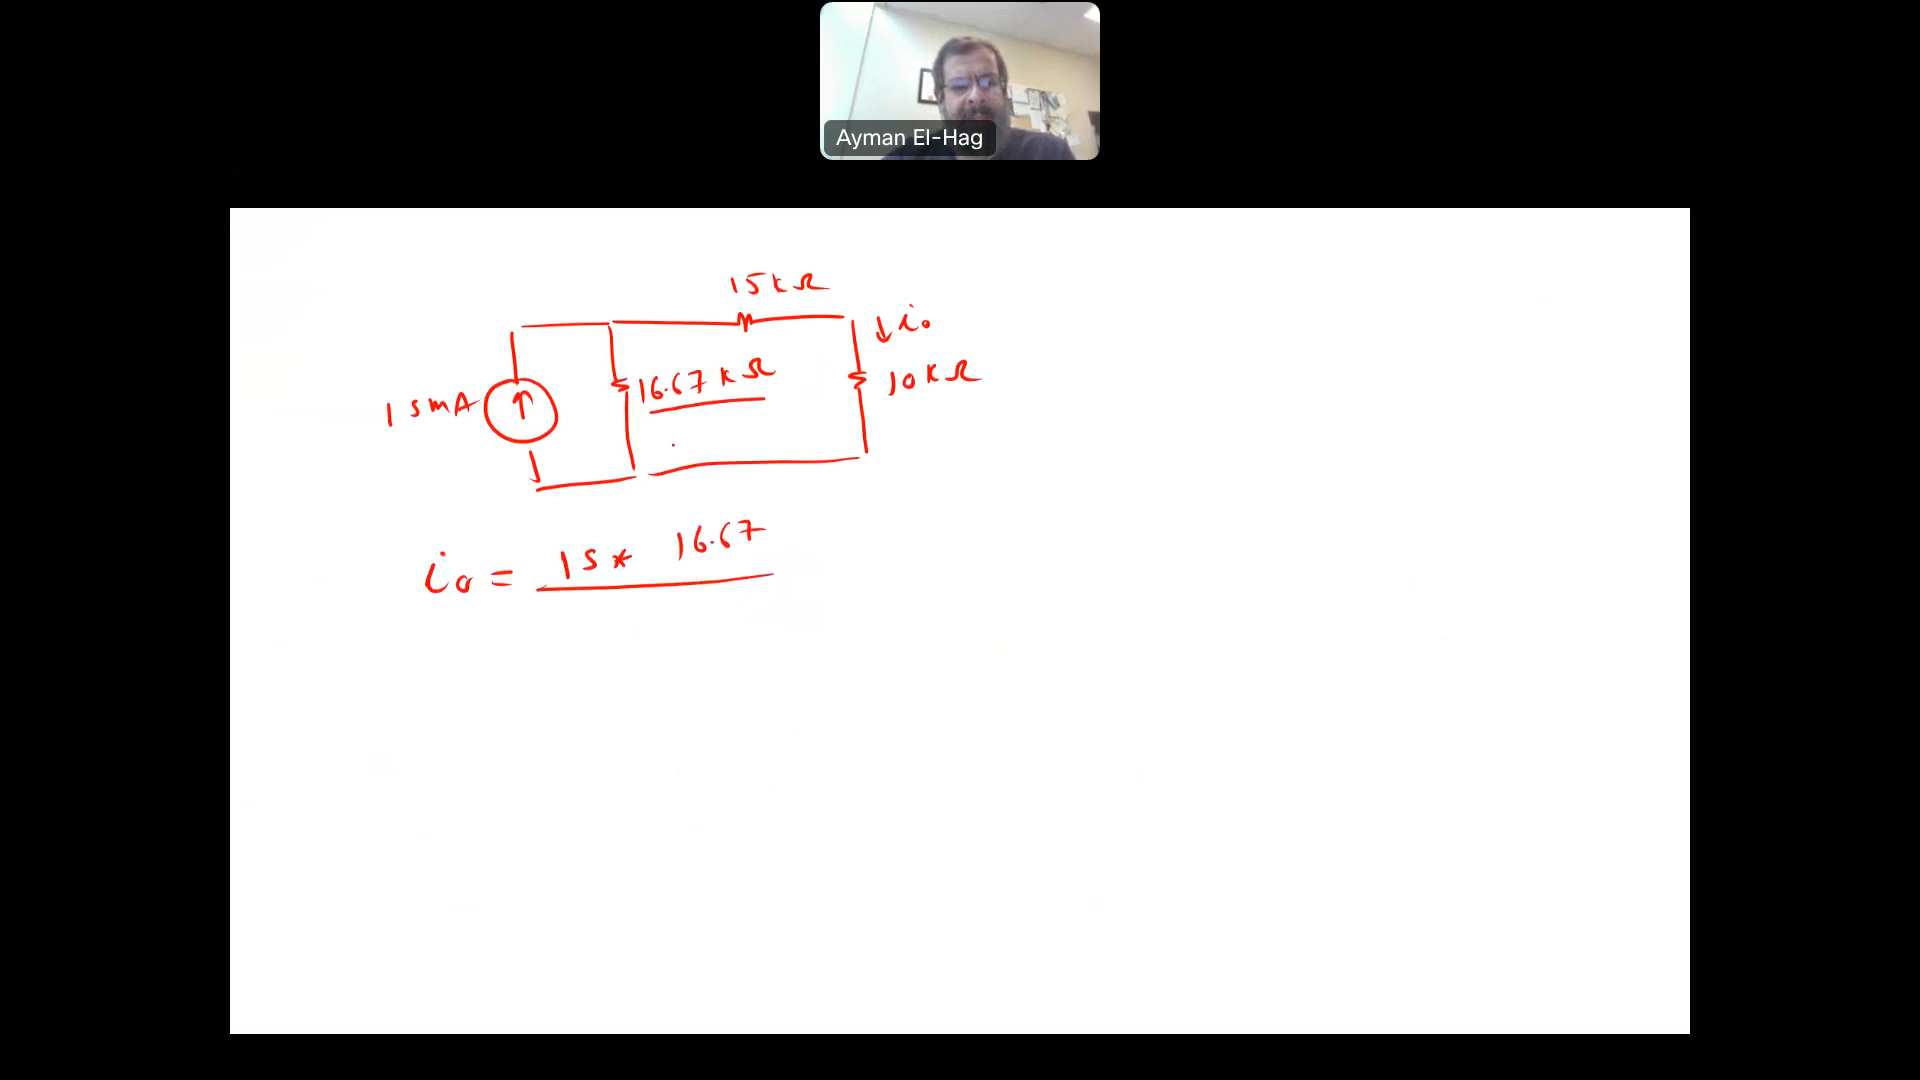 Ayman El-Hag
15kΩ
↓ i₀
16.67kΩ
10kΩ
15mA ↑
i₀ = 15* 16.67